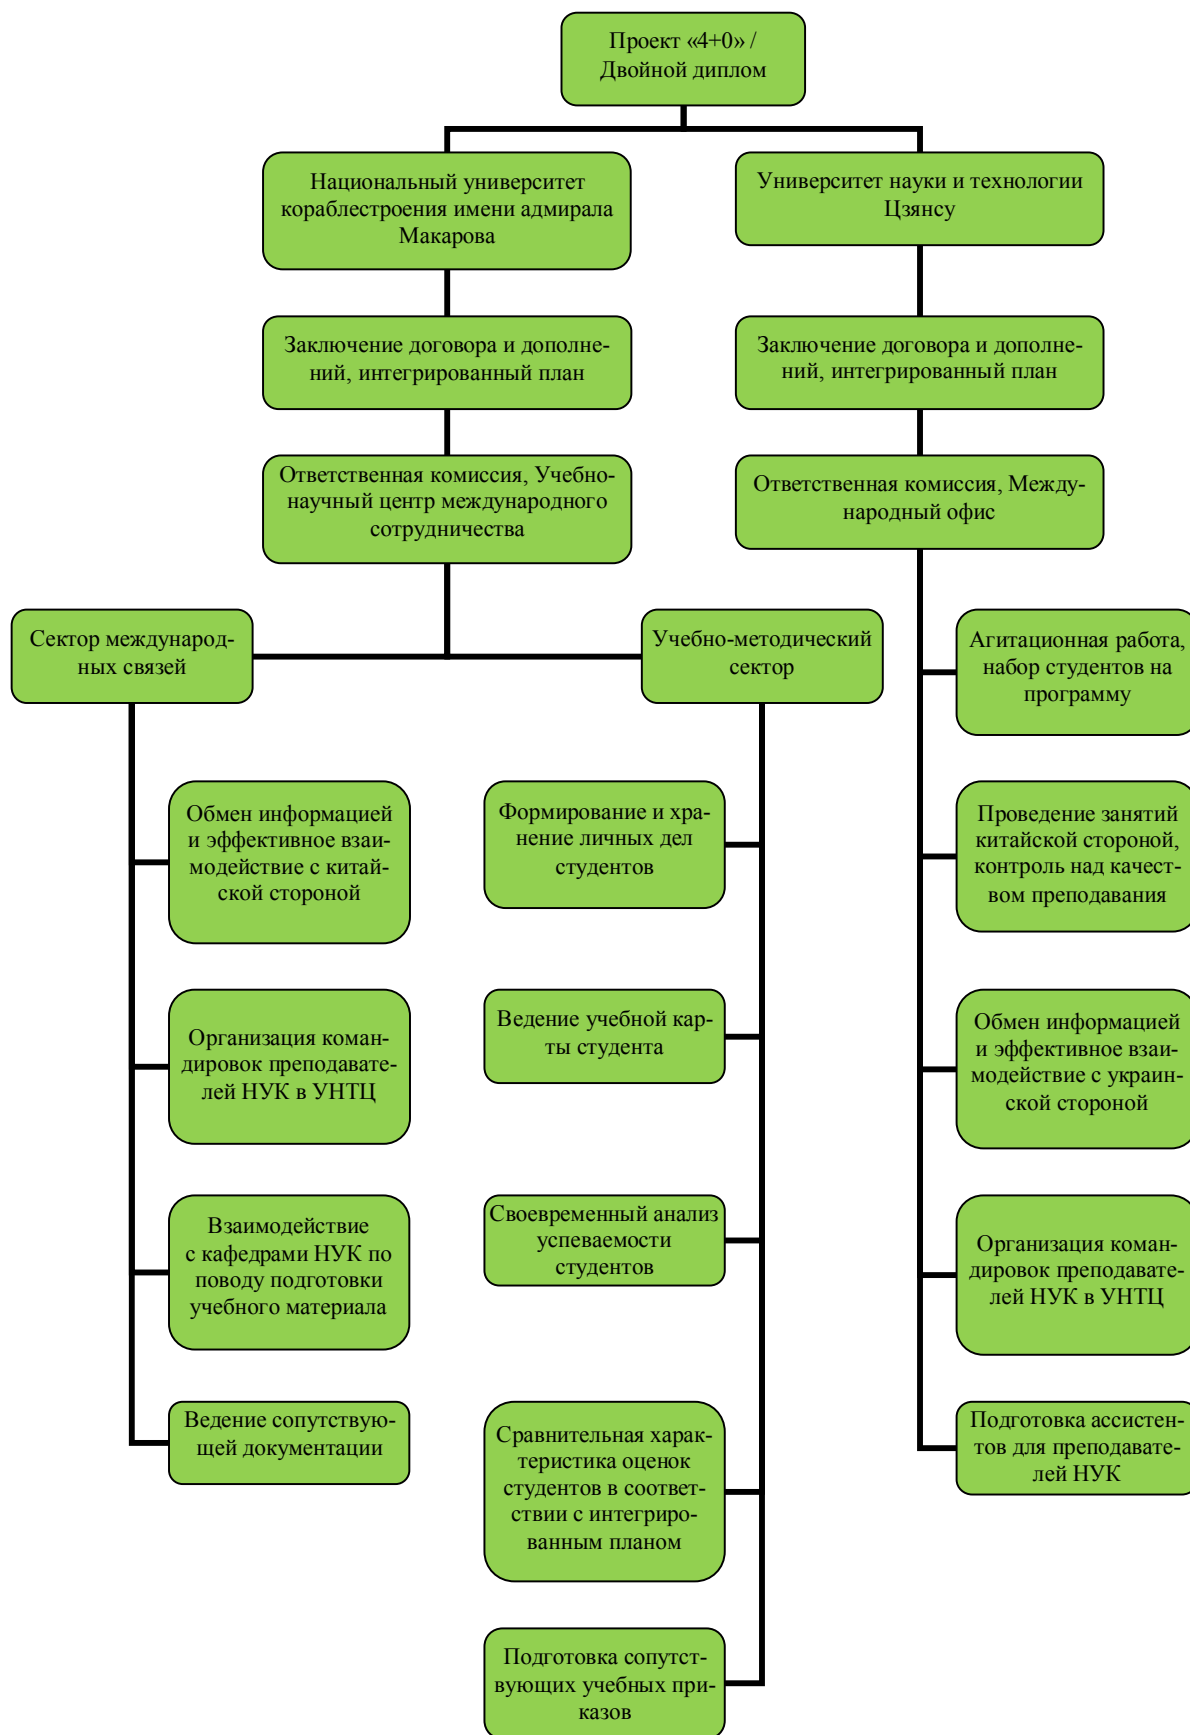 Проект «4+0» /
Двойной диплом
Национальный университет
кораблестроения имени адмирала
Макарова
Университет науки и технологии
Цзянсу
Заключение договора и дополне-
ний, интегрированный план
Заключение договора и дополне-
ний, интегрированный план
Ответственная комиссия, Учебно-
научный центр международного
сотрудничества
Ответственная комиссия, Между-
народный офис
Сектор международ-
ных связей
Учебно-методический
сектор
Обмен информацией
и эффективное взаи-
модействие с китай-
ской стороной
Организация коман-
дировок преподавате-
лей НУК в УНТЦ
Взаимодействие
с кафедрами НУК по
поводу подготовки
учебного материала
Ведение сопутствую-
щей документации
Формирование и хра-
нение личных дел
студентов
Ведение учебной кар-
ты студента
Своевременный анализ
успеваемости
студентов
Сравнительная харак-
теристика оценок
студентов в соответ-
ствии с интегриро-
ванным планом
Подготовка сопутст-
вующих учебных при-
казов
Агитационная работа,
набор студентов на
программу
Проведение занятий
китайской стороной,
контроль над качест-
вом преподавания
Обмен информацией
и эффективное взаи-
модействие с украин-
ской стороной
Организация коман-
дировок преподавате-
лей НУК в УНТЦ
Подготовка ассистен-
тов для преподавате-
лей НУК